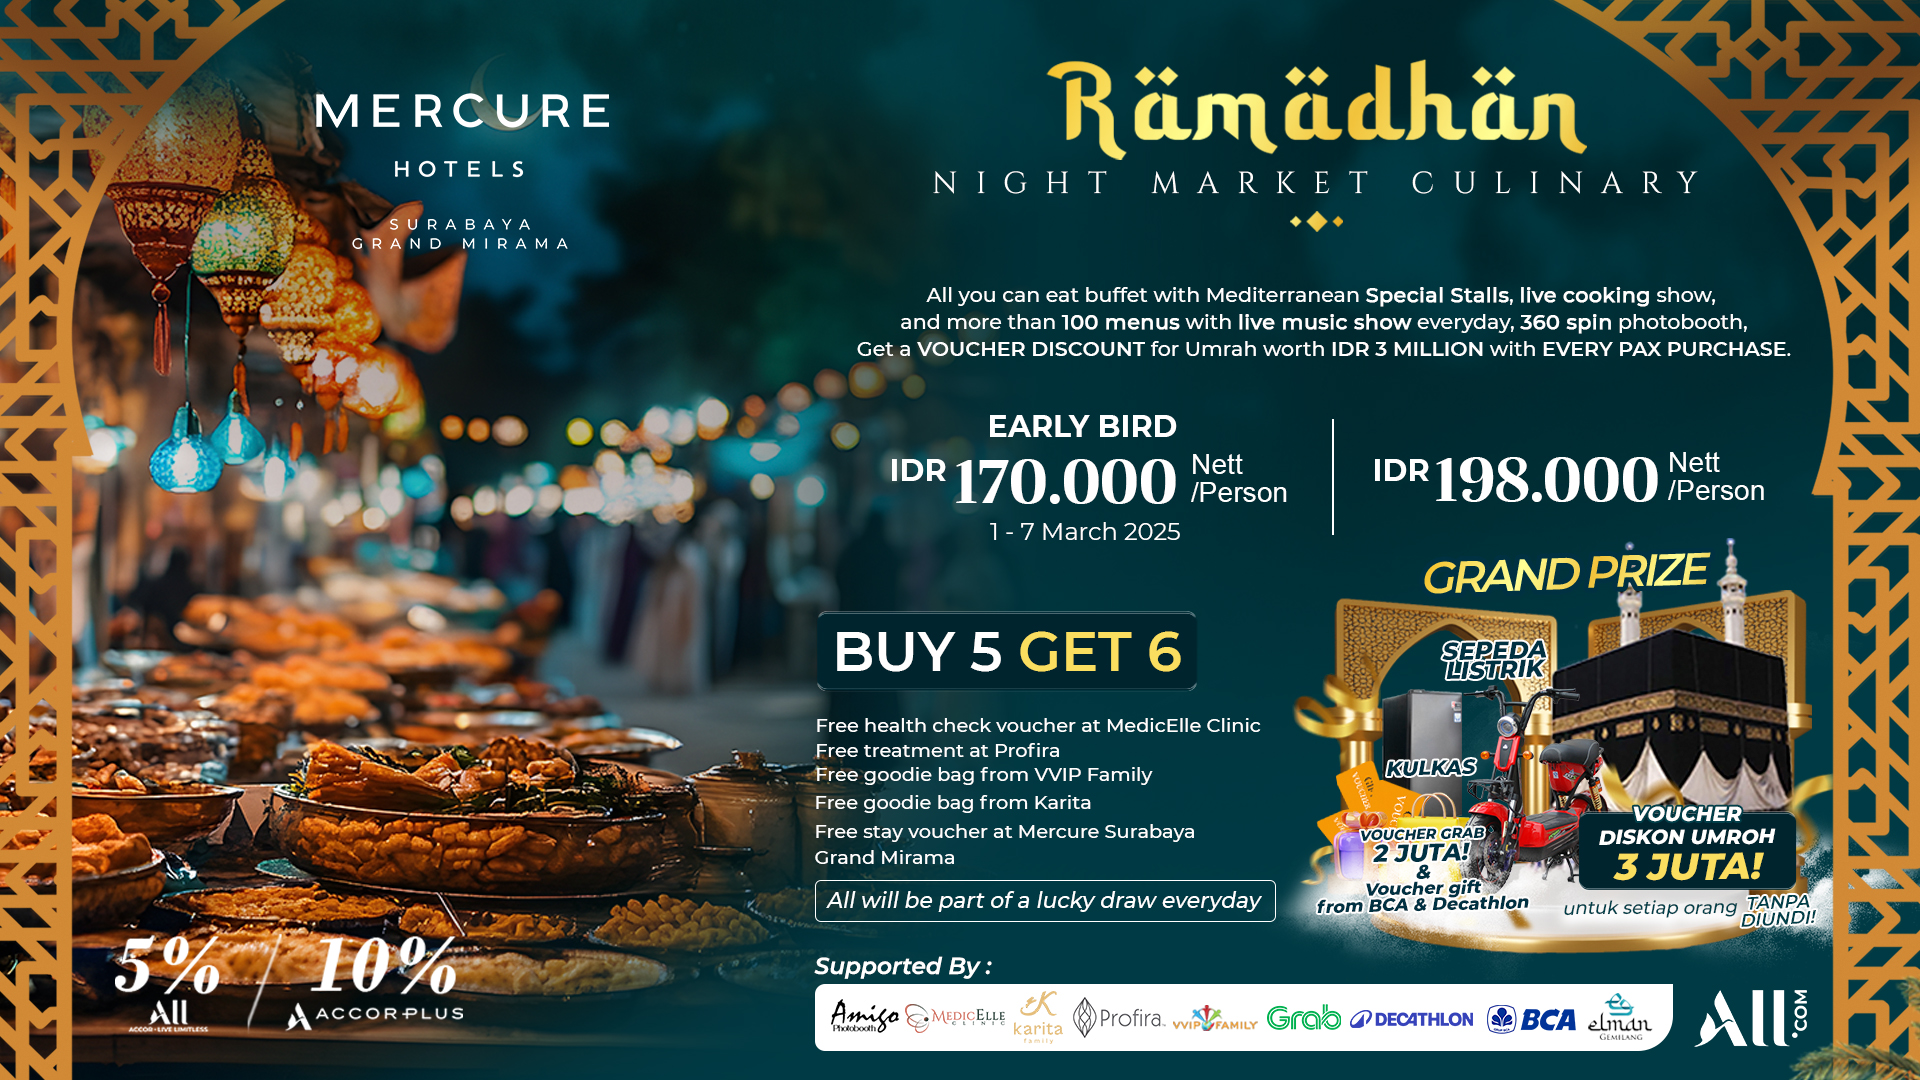 MERCURE
HOTELS
SURABAYA
GRAND MIRAMA
Rämädhän
NIGHT MARKET CULINARY
All you can eat buffet with Mediterranean Special Stalls, live cooking show,
and more than 100 menus with live music show everyday, 360 spin photobooth,
Get a VOUCHER DISCOUNT for Umrah worth IDR 3 MILLION with EVERY PAX PURCHASE.
EARLY BIRD
IDR 170.000 Nett
/Person
1 - 7 March 2025
IDR 198.000 Nett
/Person
GRAND PRIZE
SEPEDA
LISTRIK
KULKAS
VOUCHER GRAB
2 JUTA!
&
Voucher gift
from BCA & Decathlon
VOUCHER
DISKON UMROH
3 JUTA!
untuk setiap orang TANPA
DIUNDI!
BUY 5 GET 6
Free health check voucher at MedicElle Clinic
Free treatment at Profira
Free goodie bag from VVIP Family
Free goodie bag from Karita
Free stay voucher at Mercure Surabaya
Grand Mirama
All will be part of a lucky draw everyday
5%
ALL
ACCOR • LIVE LIMITLESS
10%
ACCORPLUS
Supported By :
Amigo
Photobooth
MEDICELLE
CLINIC
karita
family
Profira
VVIP FAMILY
Grab
DECATHLON
BCA
elman
GEMILANG
ALL.COM